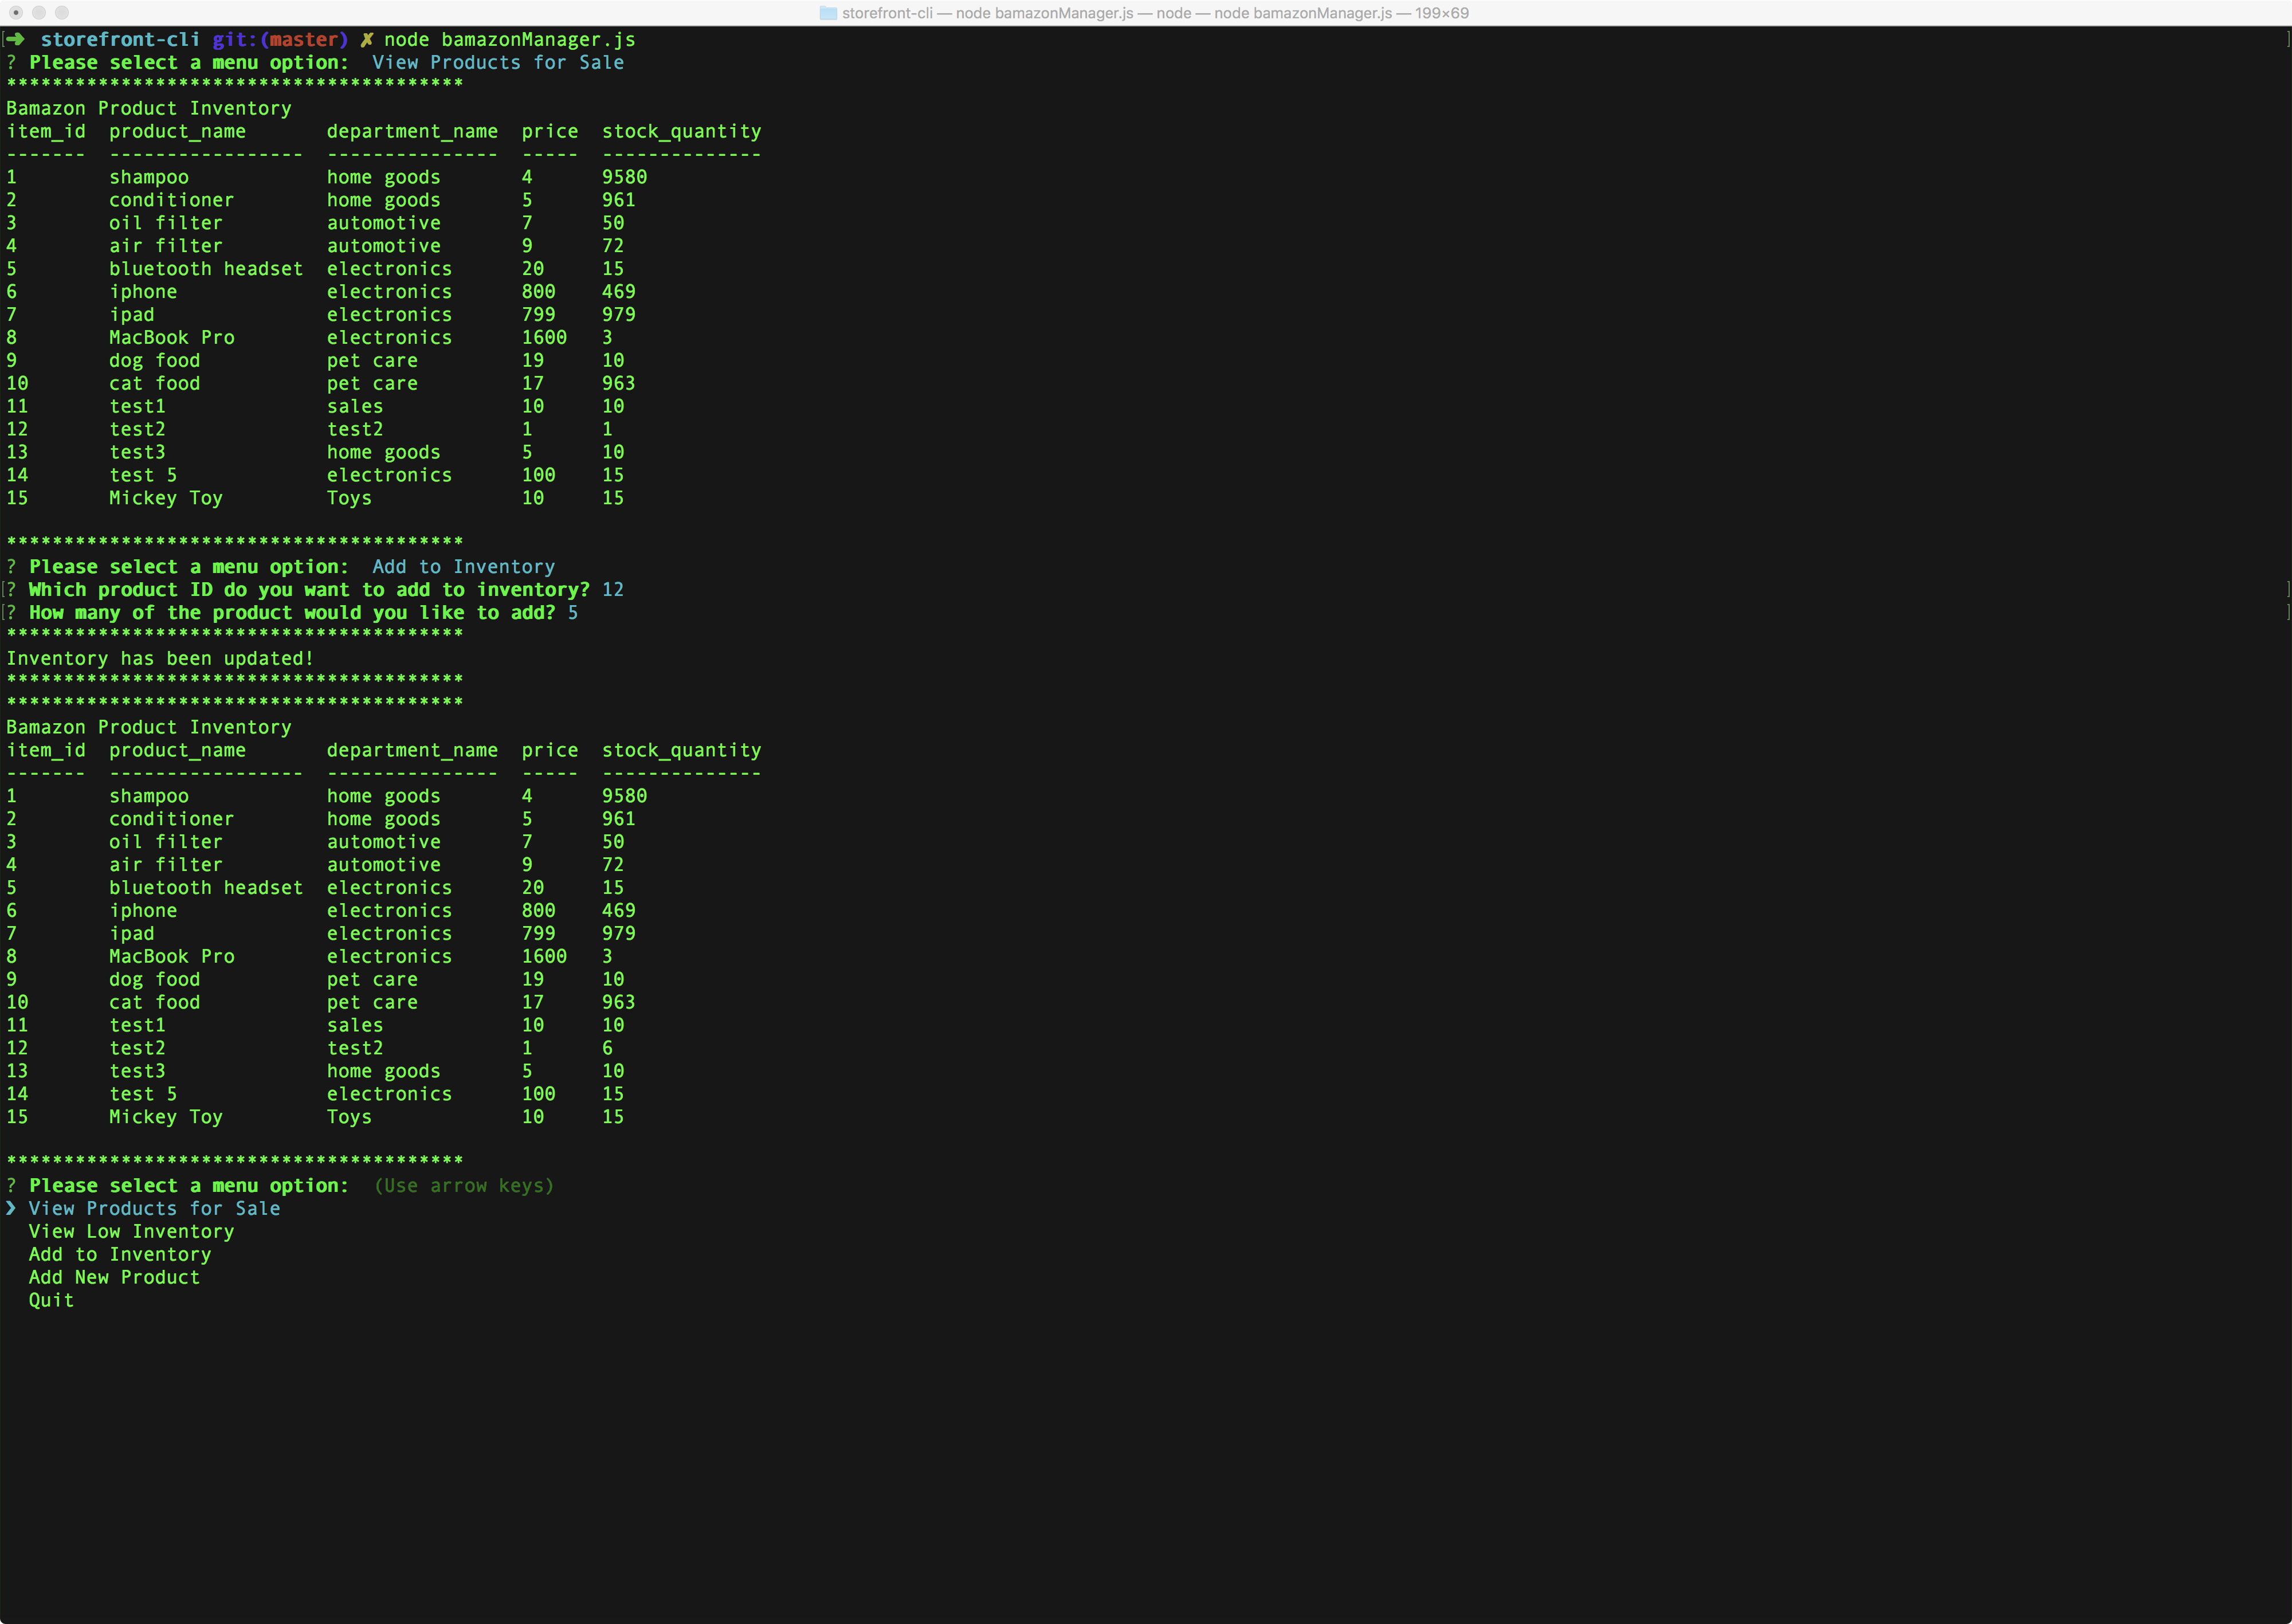 storefront-cli — node bamazonManager.js — node — node bamazonManager.js — 199×69
➜ storefront-cli git:(master) ✗ node bamazonManager.js
? Please select a menu option:  View Products for Sale
****************************************
Bamazon Product Inventory
item_id  product_name       department_name  price  stock_quantity
-------  -----------------  ---------------  -----  --------------
1        shampoo            home goods       4      9580
2        conditioner        home goods       5      961
3        oil filter         automotive       7      50
4        air filter         automotive       9      72
5        bluetooth headset  electronics      20     15
6        iphone             electronics      800    469
7        ipad               electronics      799    979
8        MacBook Pro        electronics      1600   3
9        dog food           pet care         19     10
10       cat food           pet care         17     963
11       test1              sales            10     10
12       test2              test2            1      1
13       test3              home goods       5      10
14       test 5             electronics      100    15
15       Mickey Toy         Toys             10     15
****************************************
? Please select a menu option:  Add to Inventory
[? Which product ID do you want to add to inventory? 12
[? How many of the product would you like to add? 5
****************************************
Inventory has been updated!
****************************************
****************************************
Bamazon Product Inventory
item_id  product_name       department_name  price  stock_quantity
-------  -----------------  ---------------  -----  --------------
1        shampoo            home goods       4      9580
2        conditioner        home goods       5      961
3        oil filter         automotive       7      50
4        air filter         automotive       9      72
5        bluetooth headset  electronics      20     15
6        iphone             electronics      800    469
7        ipad               electronics      799    979
8        MacBook Pro        electronics      1600   3
9        dog food           pet care         19     10
10       cat food           pet care         17     963
11       test1              sales            10     10
12       test2              test2            1      6
13       test3              home goods       5      10
14       test 5             electronics      100    15
15       Mickey Toy         Toys             10     15
****************************************
? Please select a menu option:  (Use arrow keys)
❯ View Products for Sale
  View Low Inventory
  Add to Inventory
  Add New Product
  Quit